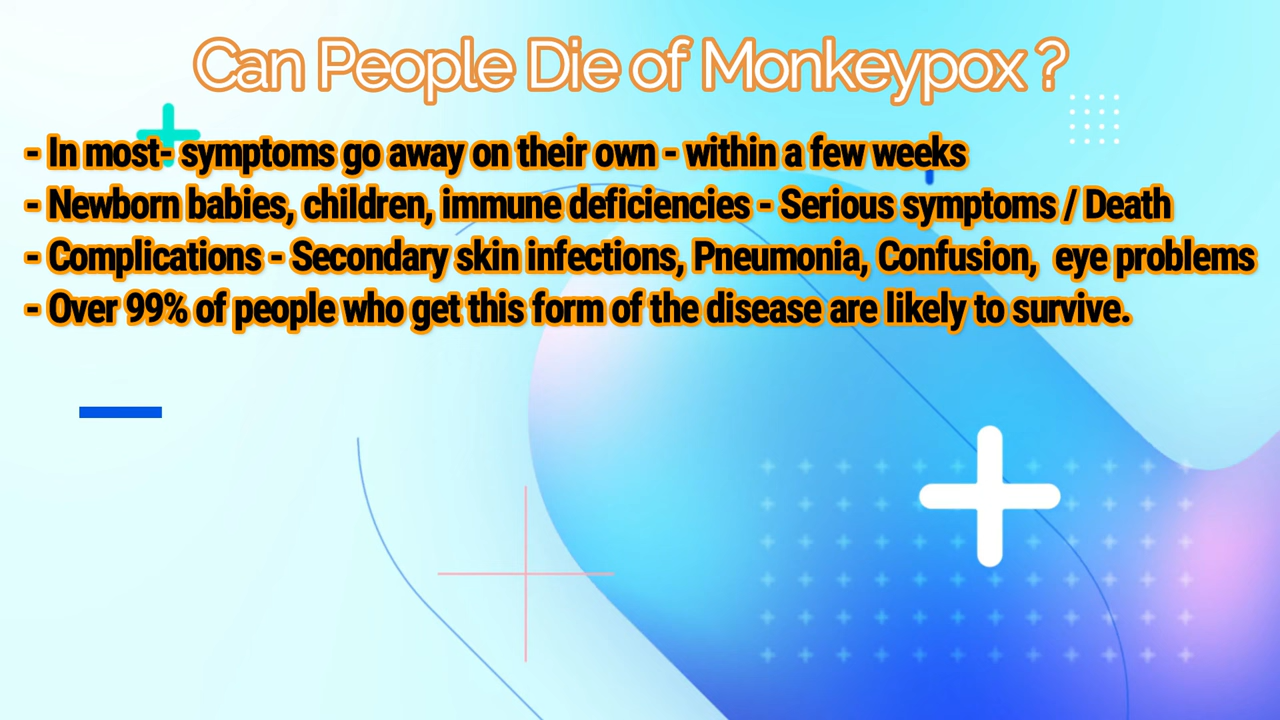 Can People Die of Monkeypox ?
- In most- symptoms go away on their own - within a few weeks
- Newborn babies, children, immune deficiencies - Serious symptoms / Death
- Complications - Secondary skin infections, Pneumonia, Confusion,  eye problems
- Over 99% of people who get this form of the disease are likely to survive.